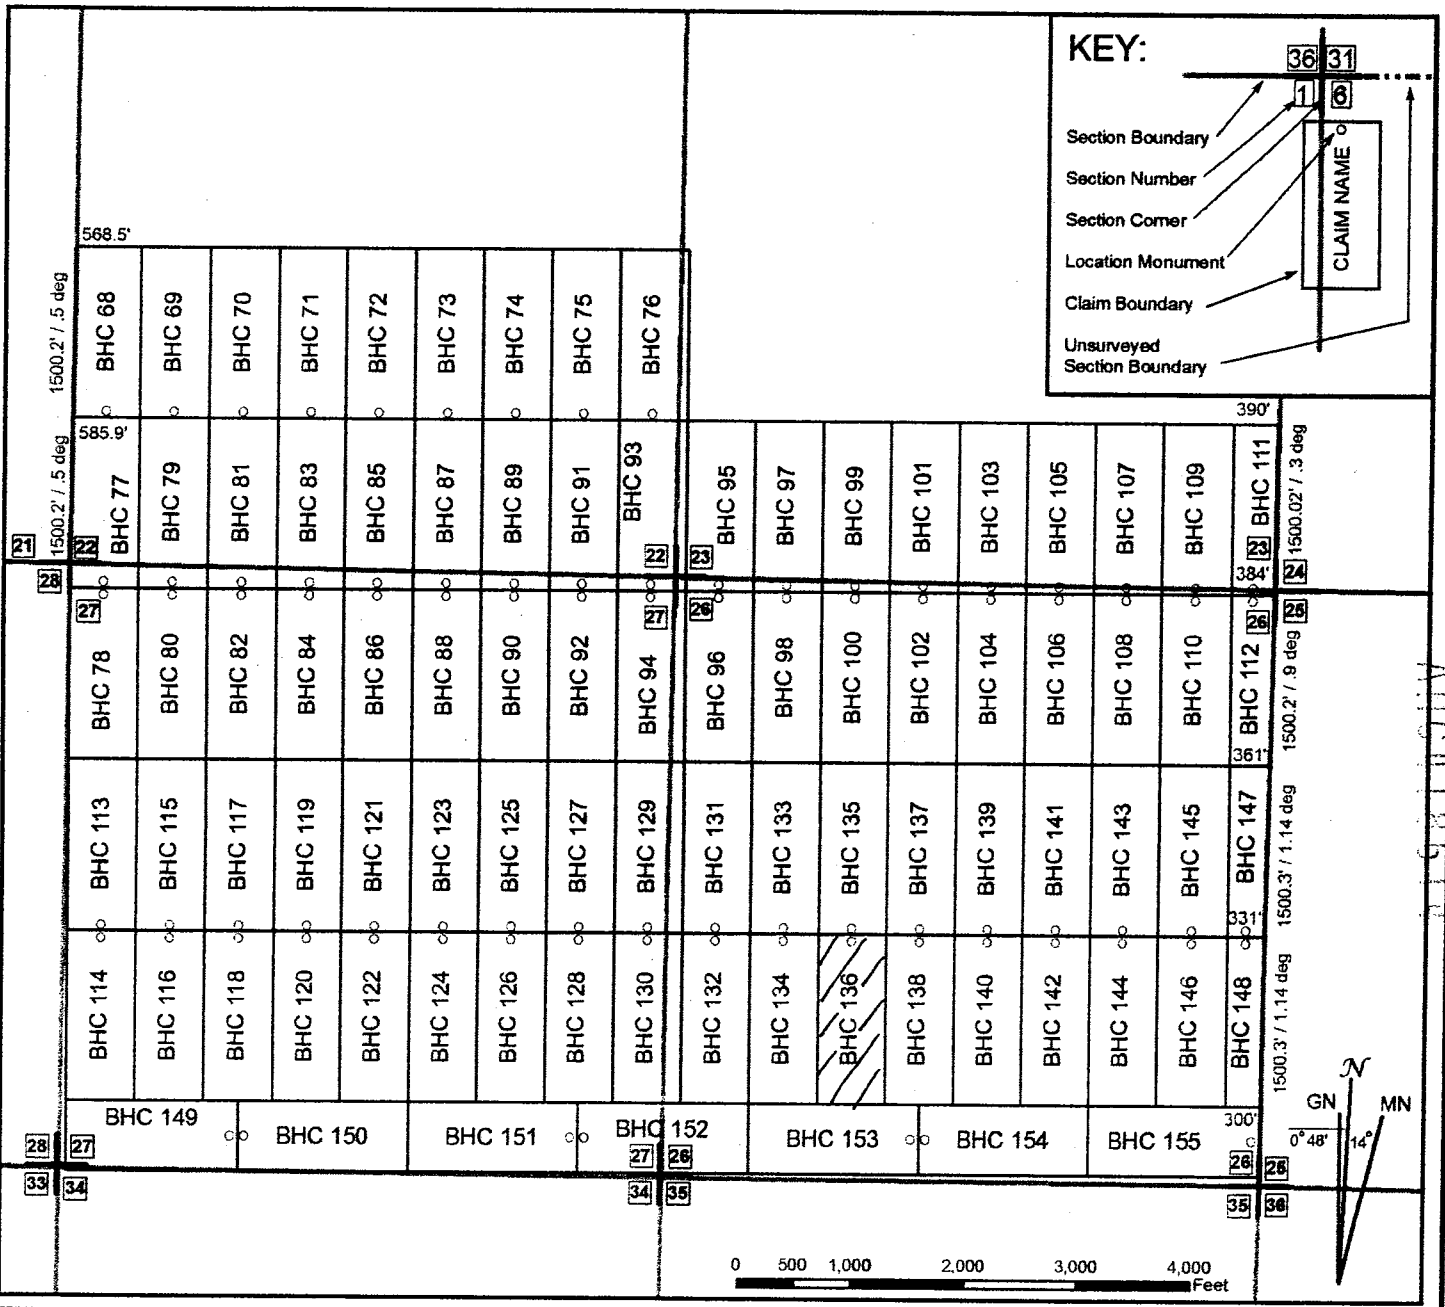 KEY:
36 31
1 6
Section Boundary
Section Number
Section Corner
Location Monument
Claim Boundary
Unsurveyed
Section Boundary
CLAIM NAME
568.5'
1500.2' / .5 deg
BHC 68
BHC 69
BHC 70
BHC 71
BHC 72
BHC 73
BHC 74
BHC 75
BHC 76
585.9'
390'
1500.2' / .5 deg
BHC 77
BHC 79
BHC 81
BHC 83
BHC 85
BHC 87
BHC 89
BHC 91
BHC 93
BHC 95
BHC 97
BHC 99
BHC 101
BHC 103
BHC 105
BHC 107
BHC 109
BHC 111
1500.02' / .3 deg
21 22 22 23 23 24
384'
28 27 27 26 26 25
BHC 78
BHC 80
BHC 82
BHC 84
BHC 86
BHC 88
BHC 90
BHC 92
BHC 94
BHC 96
BHC 98
BHC 100
BHC 102
BHC 104
BHC 106
BHC 108
BHC 110
BHC 112
1500.2' / .9 deg
361'
BHC 113
BHC 115
BHC 117
BHC 119
BHC 121
BHC 123
BHC 125
BHC 127
BHC 129
BHC 131
BHC 133
BHC 135
BHC 137
BHC 139
BHC 141
BHC 143
BHC 145
BHC 147
1500.3' / 1.14 deg
331'
BHC 114
BHC 116
BHC 118
BHC 120
BHC 122
BHC 124
BHC 126
BHC 128
BHC 130
BHC 132
BHC 134
BHC 136
BHC 138
BHC 140
BHC 142
BHC 144
BHC 146
BHC 148
1500.3' / 1.14 deg
BHC 149
BHC 150
BHC 151
BHC 152
BHC 153
BHC 154
BHC 155
300'
28 27 27 26 26 25
33 34 34 35 35 36
N
GN MN
0°48' 14°
0 500 1,000 2,000 3,000 4,000
Feet